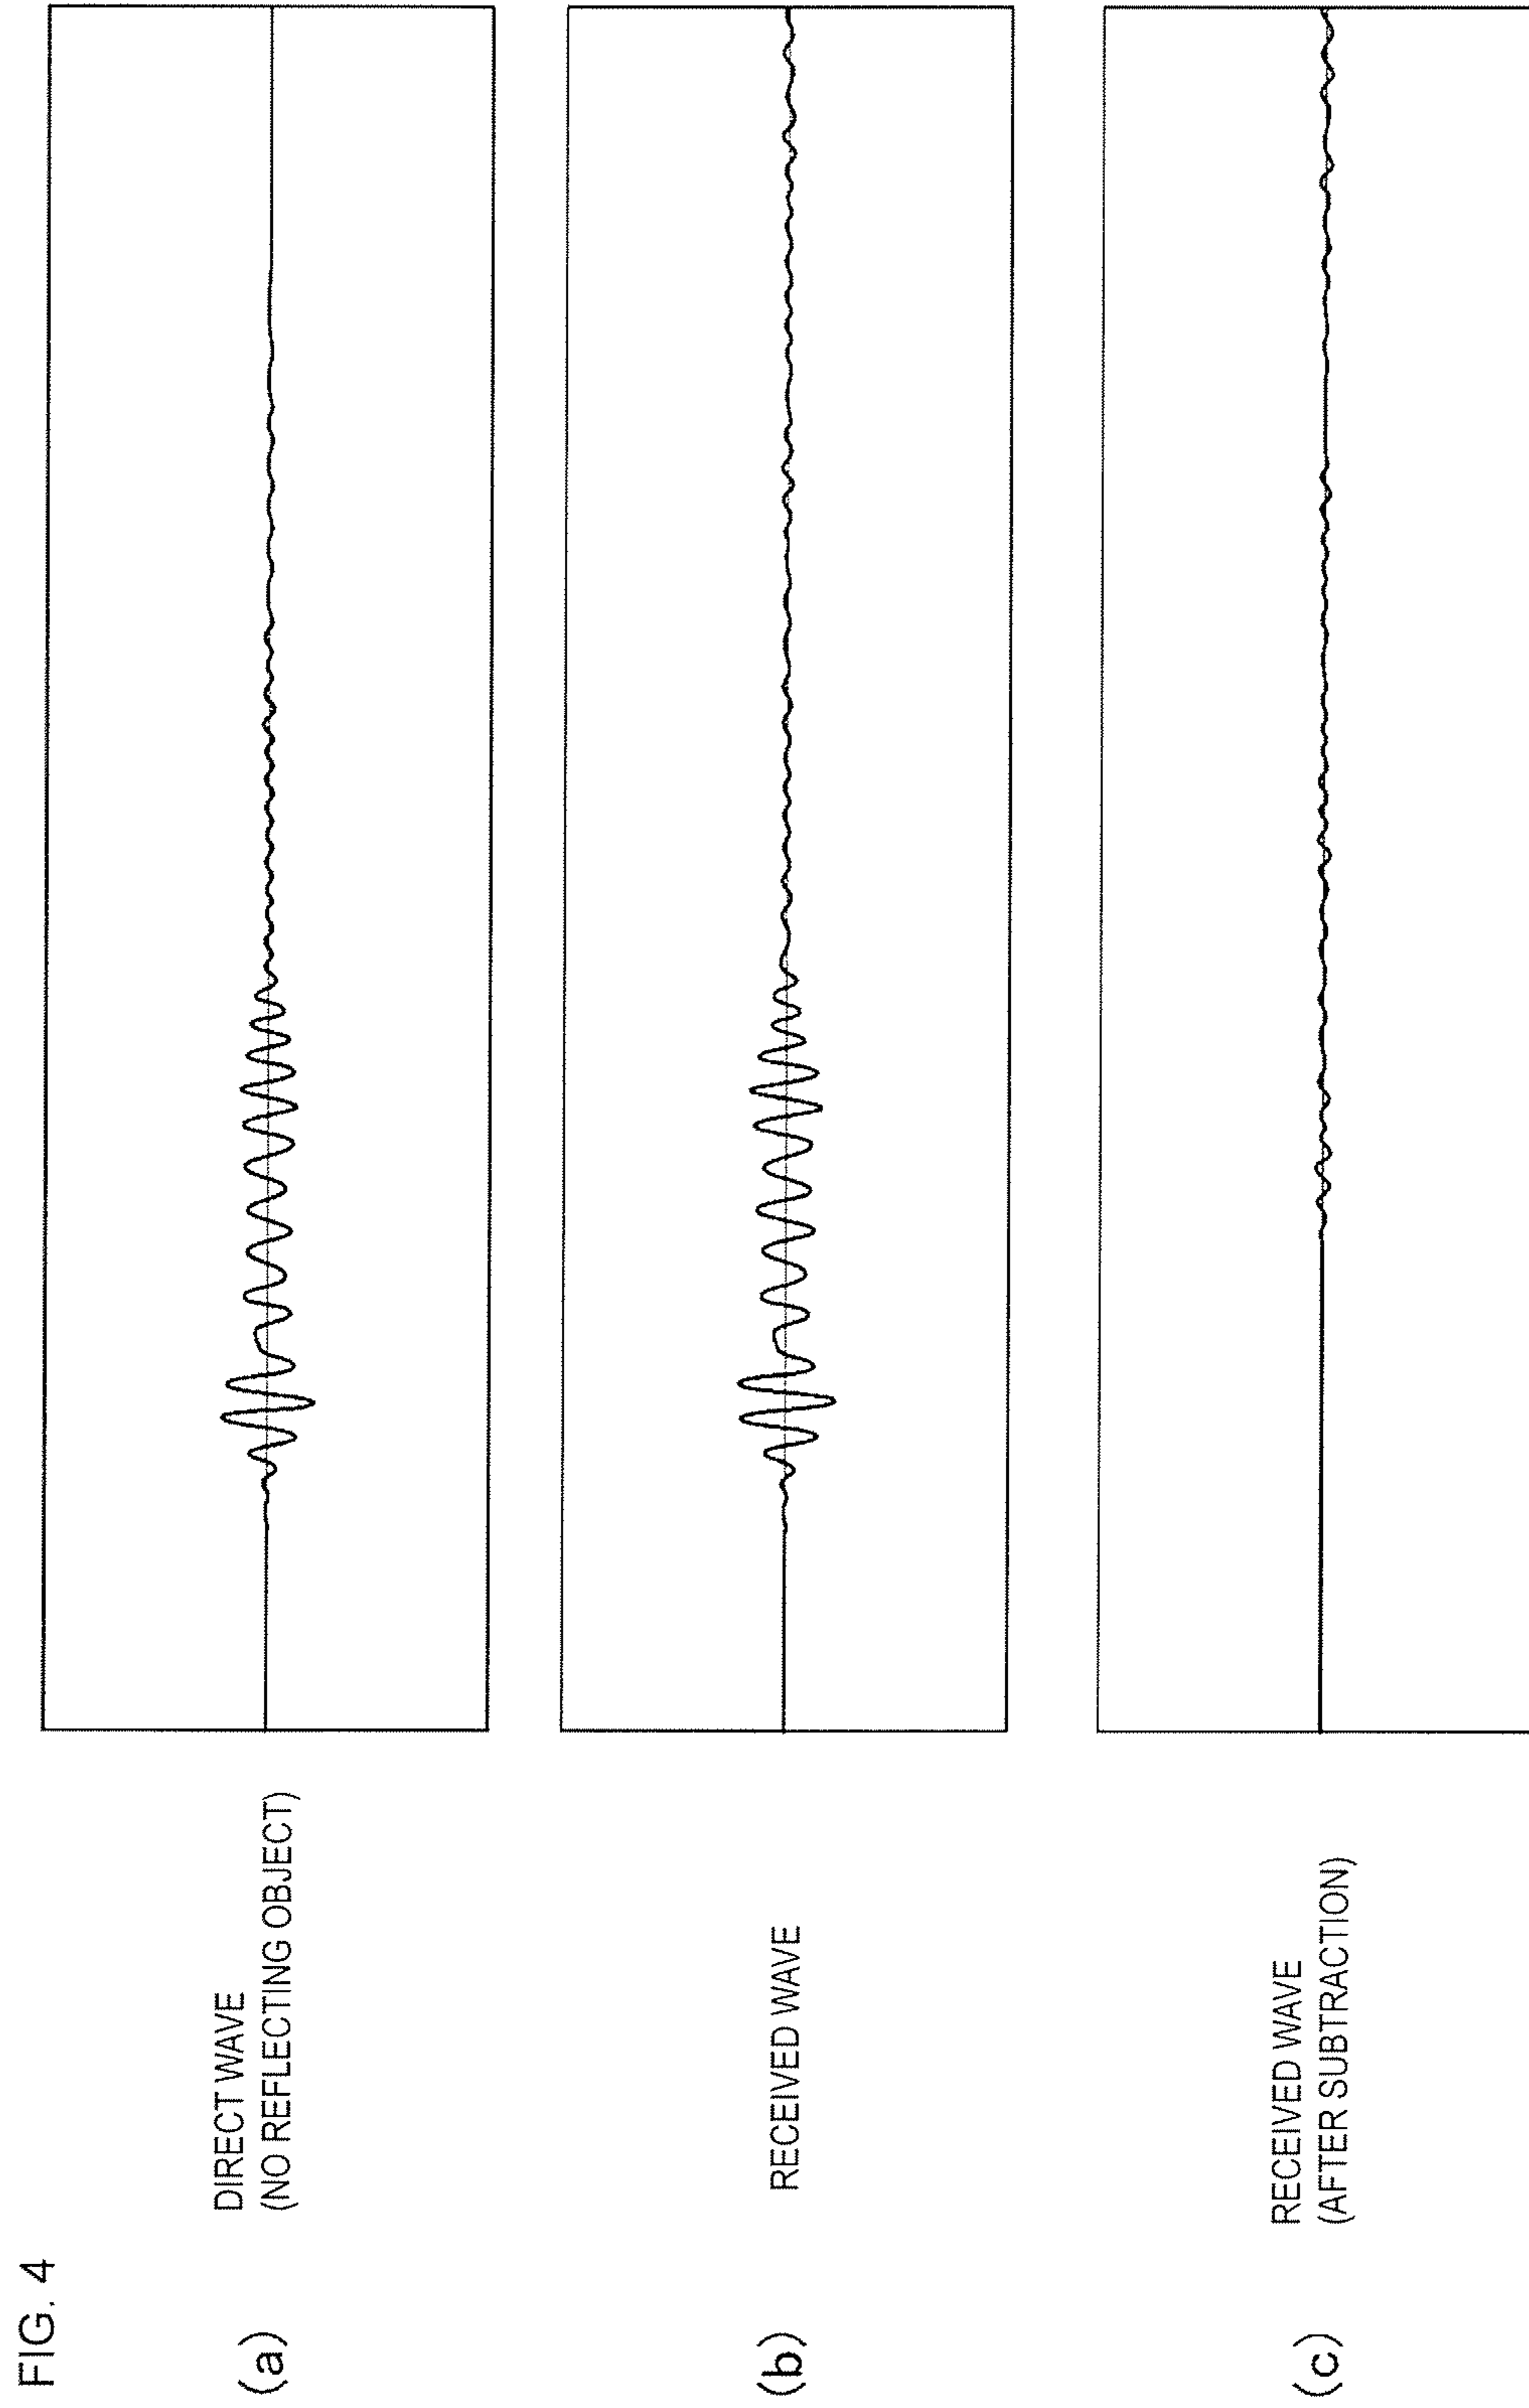 FIG. 4
(a)
DIRECT WAVE
(NO REFLECTING OBJECT)
(b)
RECEIVED WAVE
(c)
RECEIVED WAVE
(AFTER SUBTRACTION)